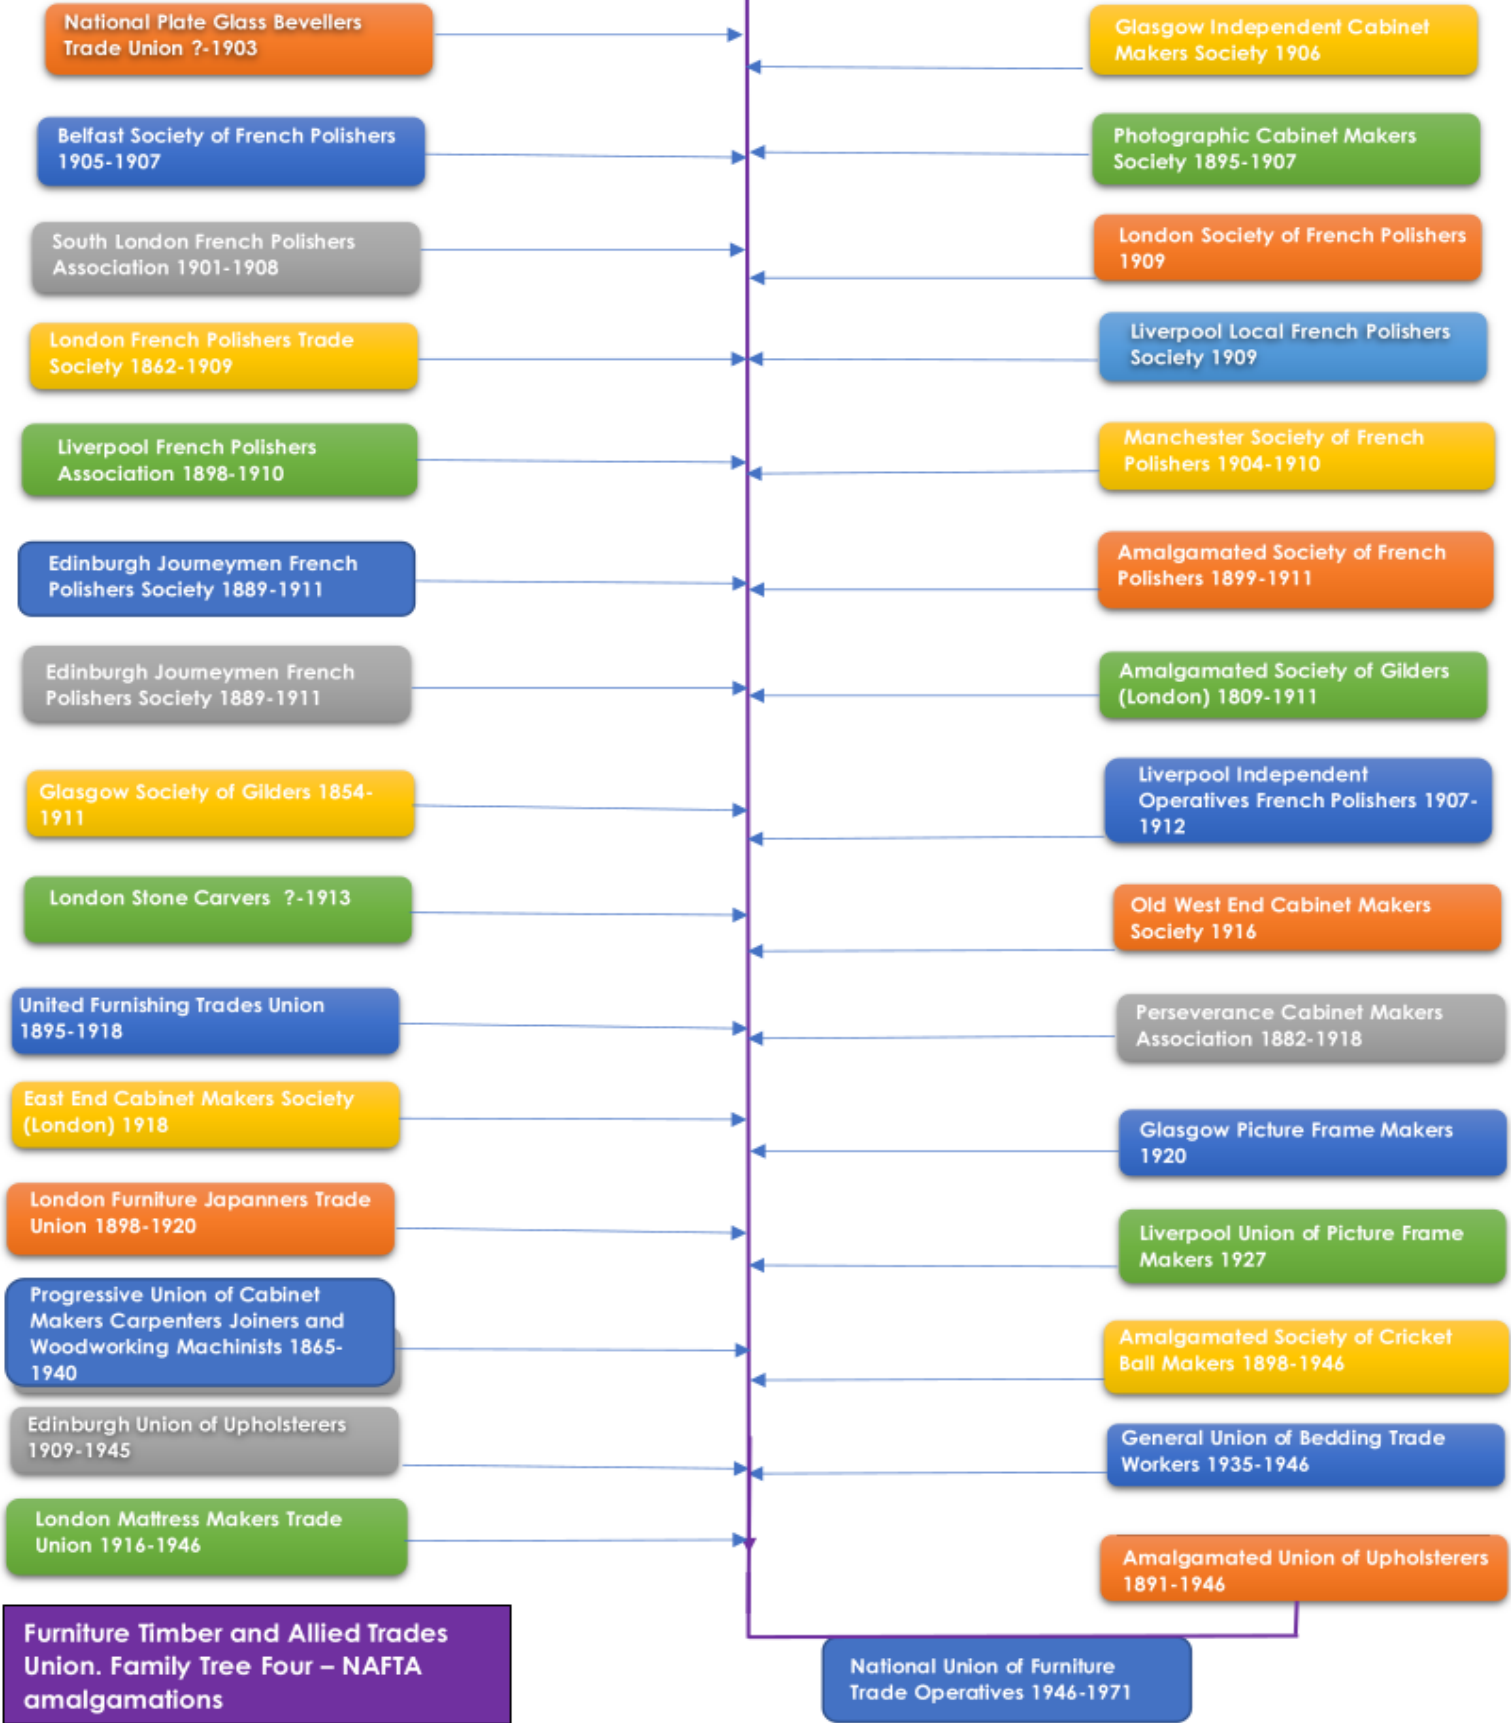 National Plate Glass Bevellers
Trade Union ?-1903
Glasgow Independent Cabinet
Makers Society 1906
Belfast Society of French Polishers
1905-1907
Photographic Cabinet Makers
Society 1895-1907
South London French Polishers
Association 1901-1908
London Society of French Polishers
1909
London French Polishers Trade
Society 1862-1909
Liverpool Local French Polishers
Society 1909
Liverpool French Polishers
Association 1898-1910
Manchester Society of French
Polishers 1904-1910
Edinburgh Journeymen French
Polishers Society 1889-1911
Amalgamated Society of French
Polishers 1899-1911
Edinburgh Journeymen French
Polishers Society 1889-1911
Amalgamated Society of Gilders
(London) 1809-1911
Glasgow Society of Gilders 1854-
1911
Liverpool Independent
Operatives French Polishers 1907-
1912
London Stone Carvers ?-1913
Old West End Cabinet Makers
Society 1916
United Furnishing Trades Union
1895-1918
Perseverance Cabinet Makers
Association 1882-1918
East End Cabinet Makers Society
(London) 1918
Glasgow Picture Frame Makers
1920
London Furniture Japanners Trade
Union 1898-1920
Liverpool Union of Picture Frame
Makers 1927
Progressive Union of Cabinet
Makers Carpenters Joiners and
Woodworking Machinists 1865-
1940
Amalgamated Society of Cricket
Ball Makers 1898-1946
Edinburgh Union of Upholsterers
1909-1945
General Union of Bedding Trade
Workers 1935-1946
London Mattress Makers Trade
Union 1916-1946
Amalgamated Union of Upholsterers
1891-1946
Furniture Timber and Allied Trades
Union. Family Tree Four – NAFTA
amalgamations
National Union of Furniture
Trade Operatives 1946-1971